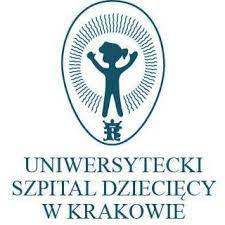 UNIWERSYTECKI
SZPITAL DZIECIĘCY
W KRAKOWIE